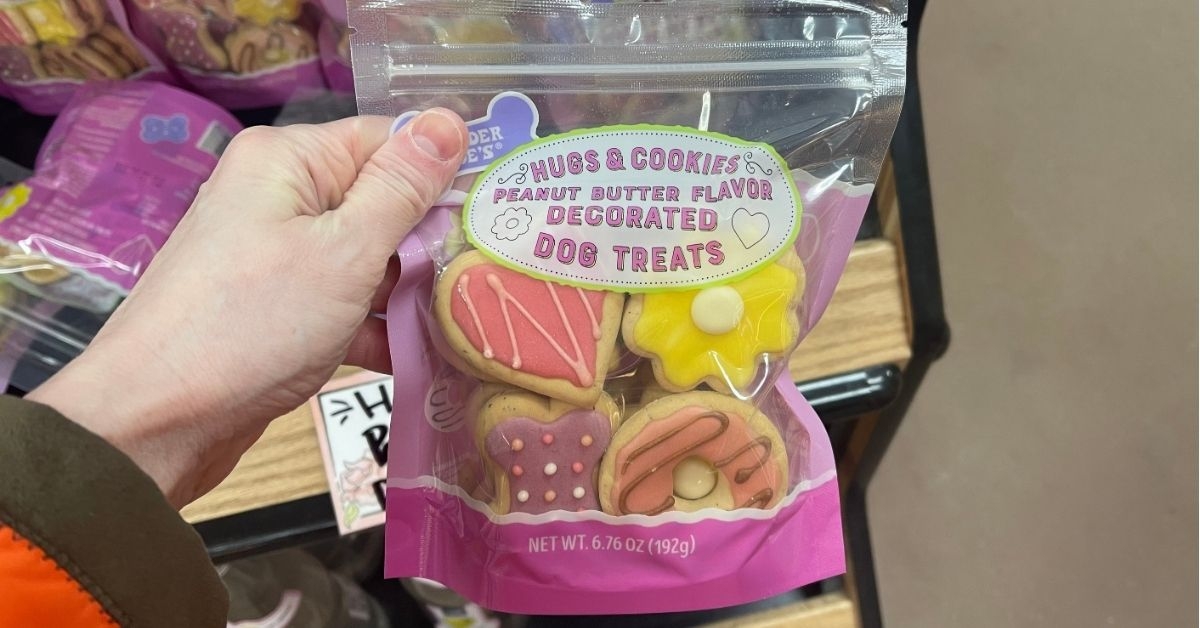 HUGS & COOKIES
PEANUT BUTTER FLAVOR
DECORATED
DOG TREATS
NET WT. 6.76 OZ (192g)